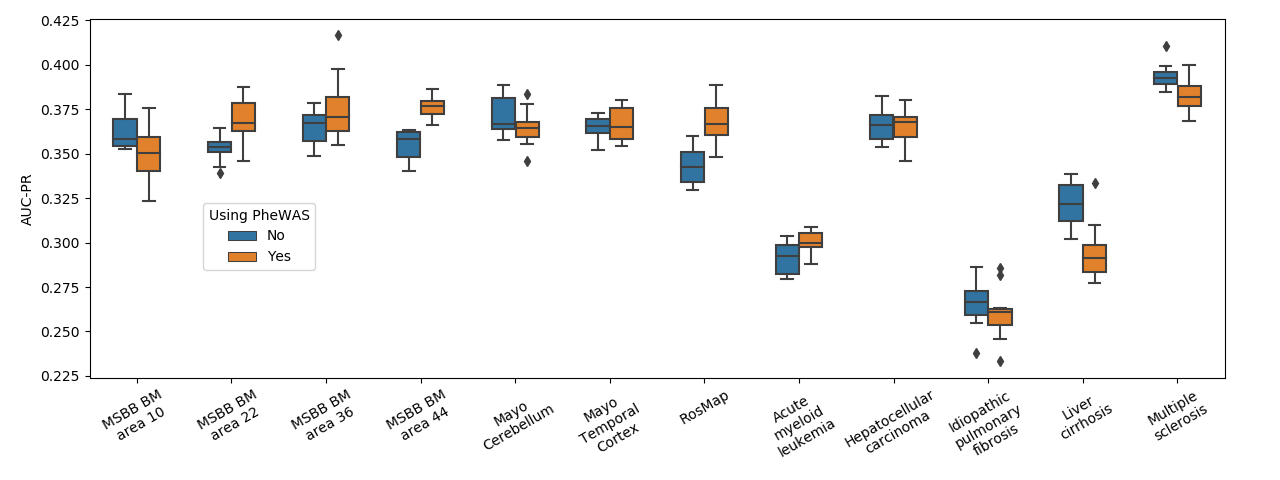 0.425
0.400
0.375
0.350
0.325
0.300
0.275
0.250
0.225
AUC-PR
Using PheWAS
No
Yes
MSBB BM
area 10
MSBB BM
area 22
MSBB BM
area 36
MSBB BM
area 44
Mayo
Cerebellum
Mayo
Temporal
Cortex
RosMap
Acute
myeloid
leukemia
Hepatocellular
carcinoma
Idiopathic
pulmonary
fibrosis
Liver
cirrhosis
Multiple
sclerosis